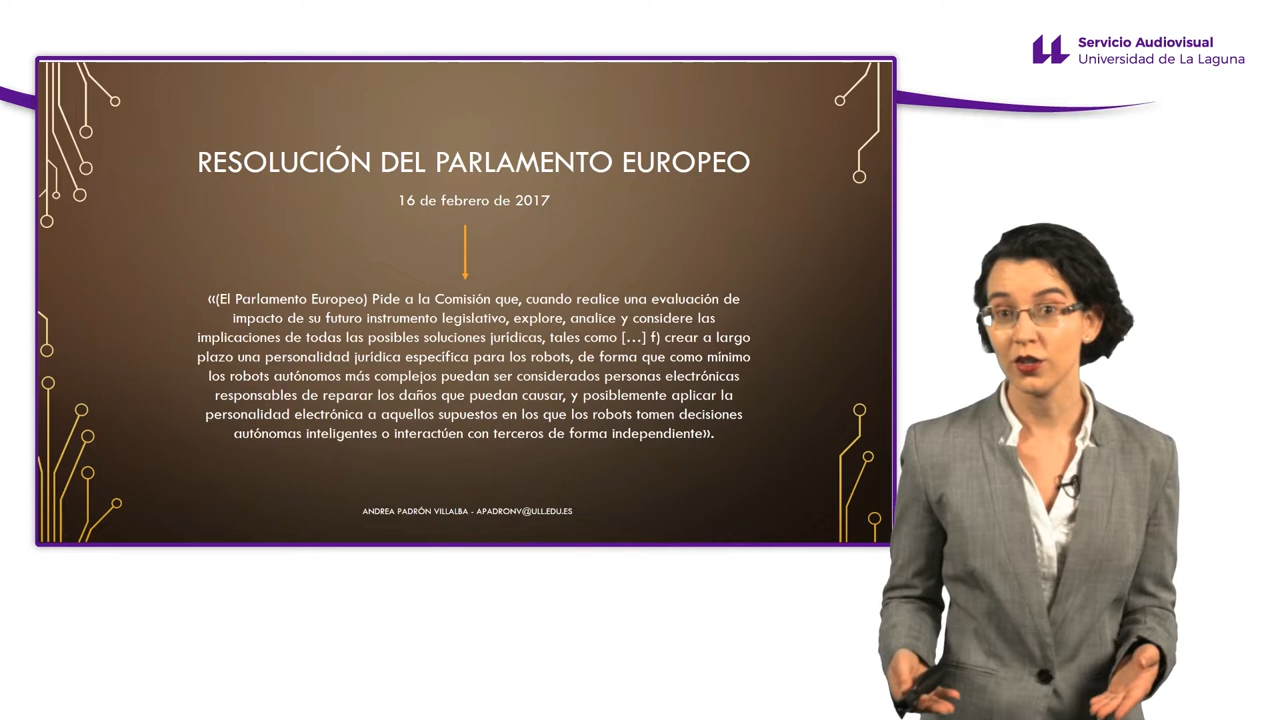 Servicio Audiovisual
Universidad de La Laguna
RESOLUCIÓN DEL PARLAMENTO EUROPEO
16 de febrero de 2017
«(El Parlamento Europeo) Pide a la Comisión que, cuando realice una evaluación de
impacto de su futuro instrumento legislativo, explore, analice y considere las
implicaciones de todas las posibles soluciones jurídicas, tales como [...] f) crear a largo
plazo una personalidad jurídica específica para los robots, de forma que como mínimo
los robots autónomos más complejos puedan ser considerados personas electrónicas
responsables de reparar los daños que puedan causar, y posiblemente aplicar la
personalidad electrónica a aquellos supuestos en los que los robots tomen decisiones
autónomas inteligentes o interactúen con terceros de forma independiente».
ANDREA PADRÓN VILLALBA - APADRONV@ULL.EDU.ES